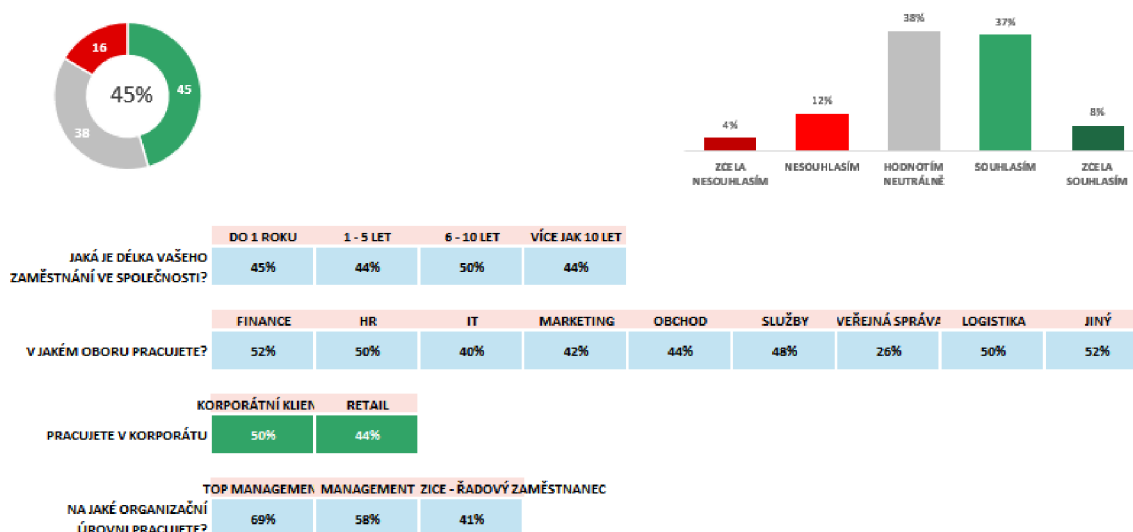 16
45
45%
38
38%
37%
12%
8%
4%
ZCELA NESOUHLASÍM
NESOUHLASÍM
HODNOTÍM NEUTRÁLNĚ
SOUHLASÍM
ZCELA SOUHLASÍM
DO 1 ROKU 1 - 5 LET 6 - 10 LET VÍCE JAK 10 LET
JAKÁ JE DÉLKA VAŠEHO
ZAMĚSTNÁNÍ VE SPOLEČNOSTI?
45% 44% 50% 44%
FINANCE HR IT MARKETING OBCHOD SLUŽBY VEŘEJNÁ SPRÁVA LOGISTIKA JINÝ
V JAKÉM OBORU PRACUJETE? 52% 50% 40% 42% 44% 48% 26% 50% 52%
KORPORÁTNÍ KLIEN RETAIL
PRACUJETE V KORPORÁTU 50% 44%
TOP MANAGEMEN MANAGEMENT ZICE - ŘADOVÝ ZAMĚSTNANEC
NA JAKÉ ORGANIZAČNÍ
ÚROVNI PRACUJETE?
69% 58% 41%